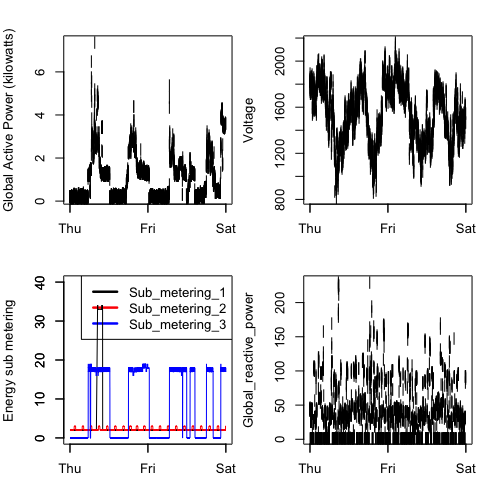 Global Active Power (kilowatts)
0
2
4
6
Thu
Fri
Sat
Voltage
800
1200
1600
2000
Thu
Fri
Sat
Energy sub metering
0
10
20
30
40
Sub_metering_1
Sub_metering_2
Sub_metering_3
Thu
Fri
Sat
Global_reactive_power
0
50
100
150
200
Thu
Fri
Sat